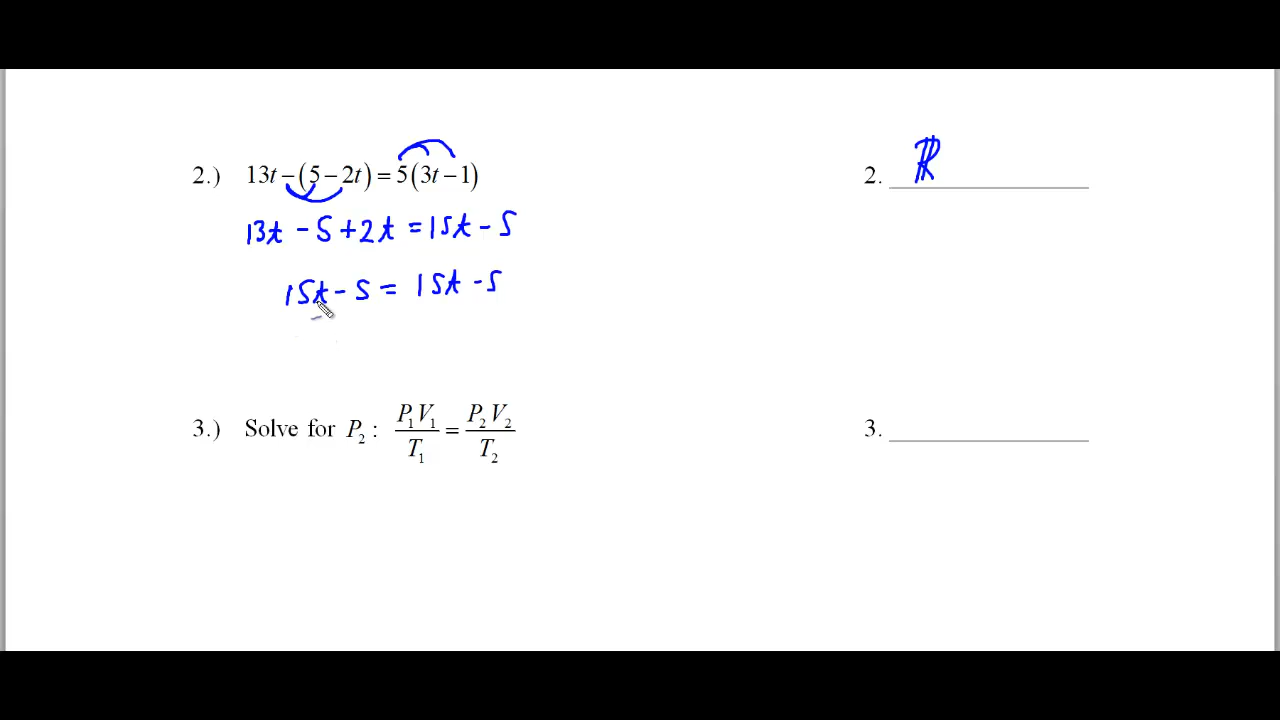 2.) 13t − (5 − 2t) = 5(3t − 1)
2. ℝ
13t − 5 + 2t = 15t − 5
15t − 5 = 15t − 5
3.) Solve for P₂ : P₁V₁/T₁ = P₂V₂/T₂
3.